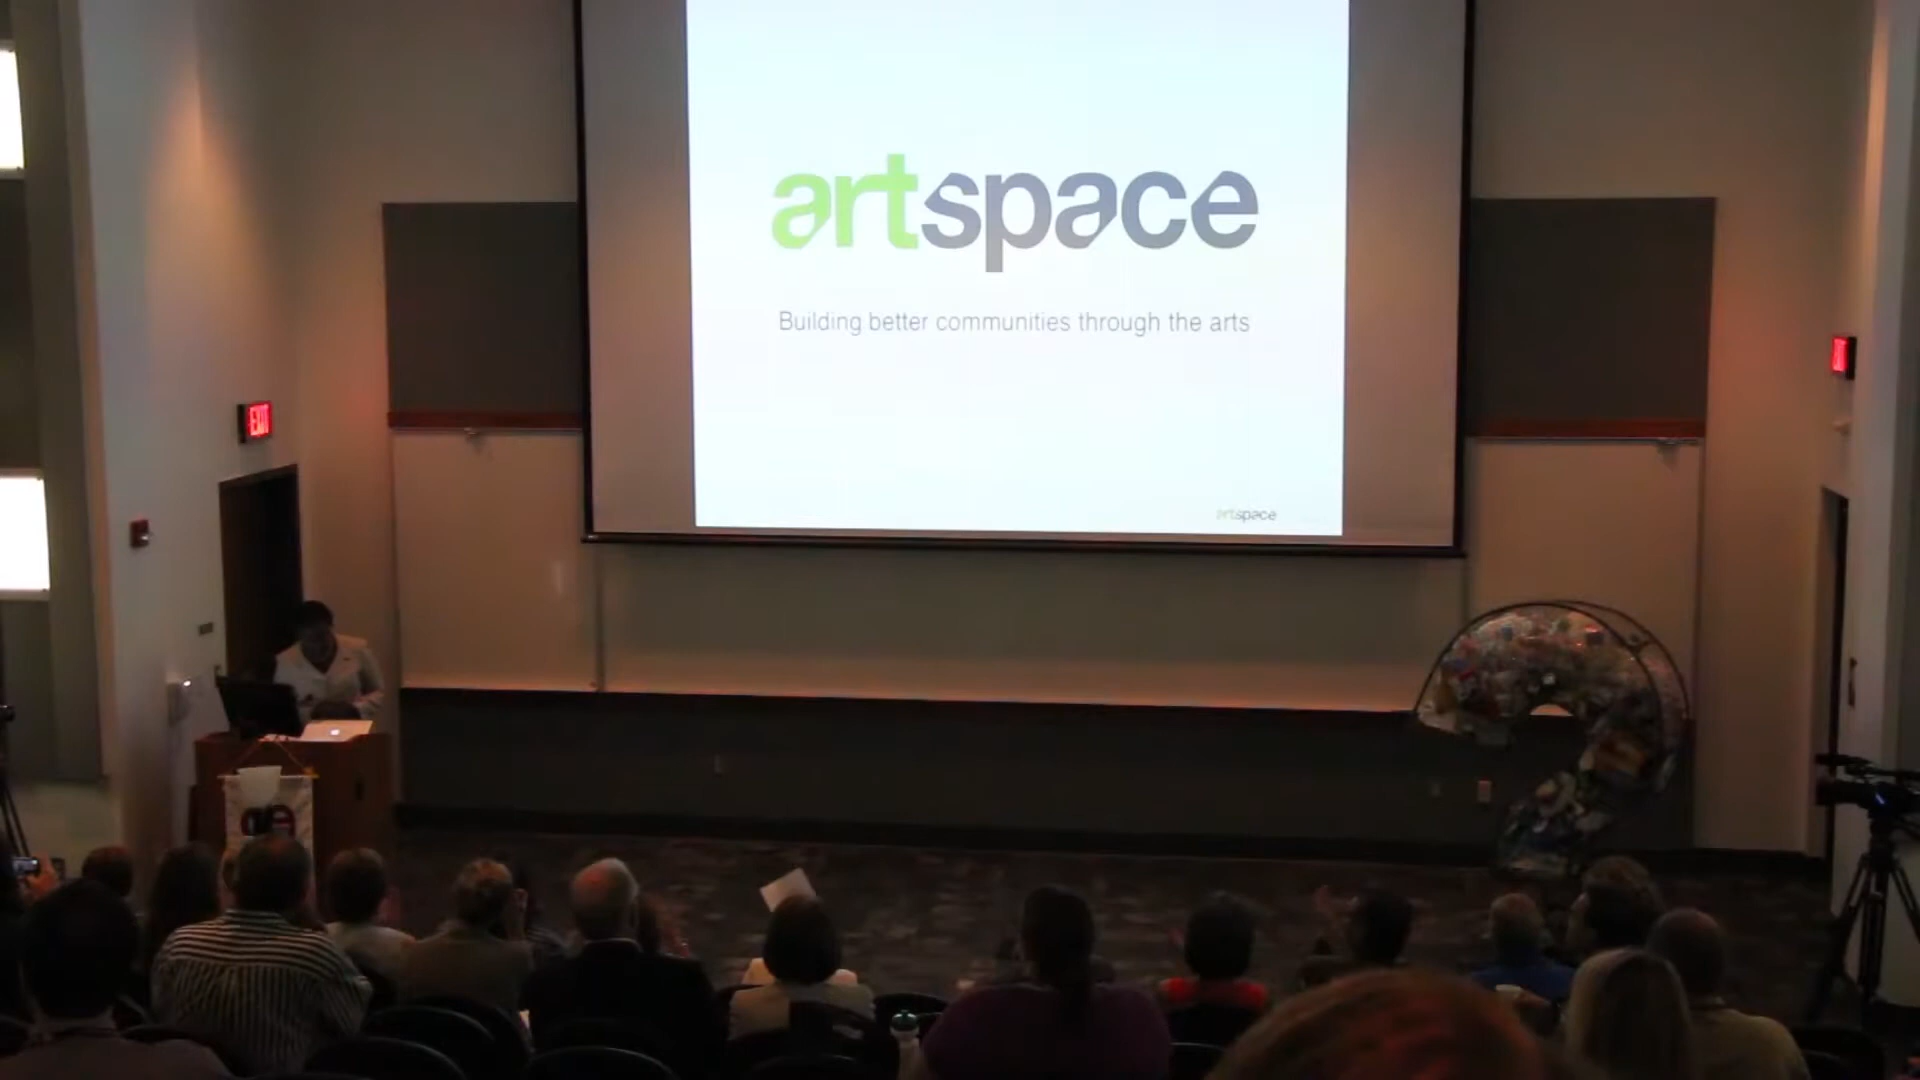 artspace
Building better communities through the arts
artspace
EXIT